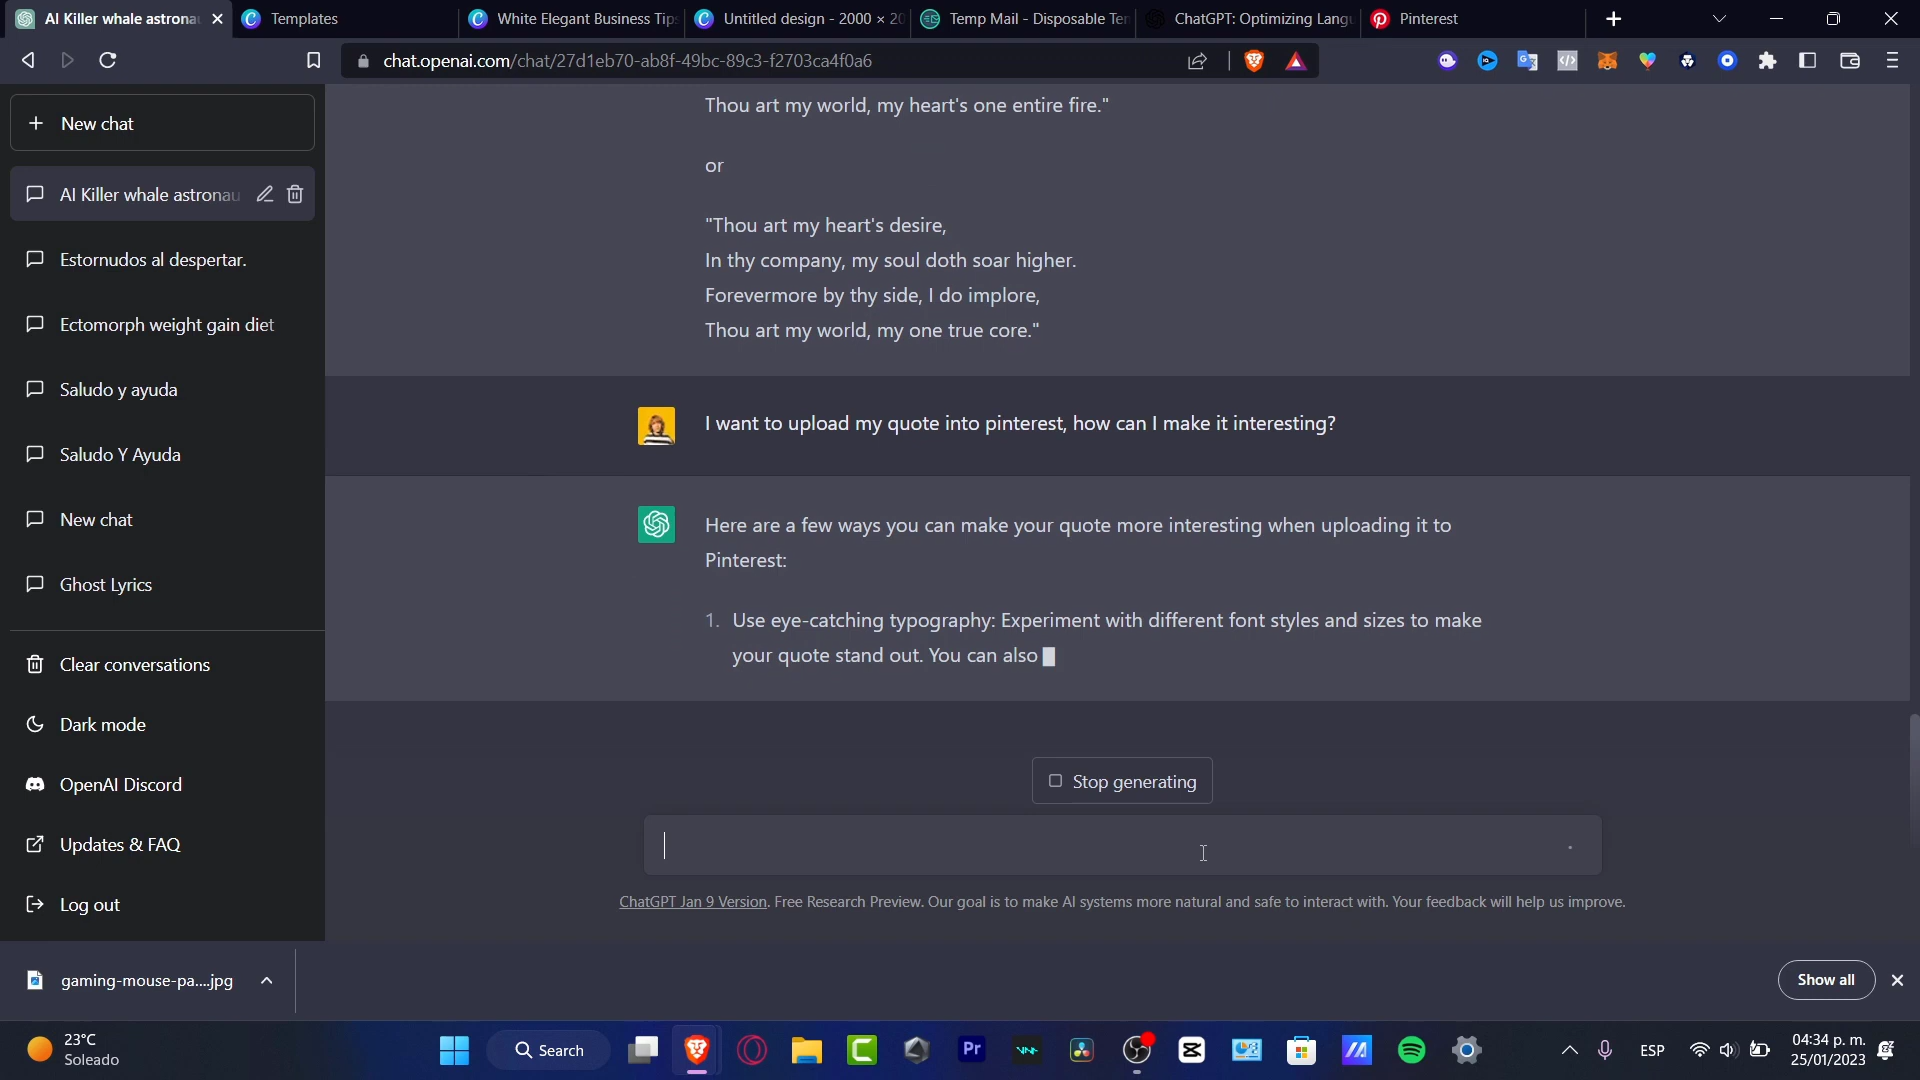 AI Killer whale astrona
Templates
White Elegant Business Tips
Untitled design - 2000 × 20
Temp Mail - Disposable Ten
ChatGPT: Optimizing Langu
Pinterest
chat.openai.com/chat/27d1eb70-ab8f-49bc-89c3-f2703ca4f0a6
New chat
AI Killer whale astronau
Estornudos al despertar.
Ectomorph weight gain diet
Saludo y ayuda
Saludo Y Ayuda
New chat
Ghost Lyrics
Clear conversations
Dark mode
OpenAI Discord
Updates & FAQ
Log out
Thou art my world, my heart's one entire fire."
or
"Thou art my heart's desire,
In thy company, my soul doth soar higher.
Forevermore by thy side, I do implore,
Thou art my world, my one true core."
I want to upload my quote into pinterest, how can I make it interesting?
Here are a few ways you can make your quote more interesting when uploading it to
Pinterest:
1. Use eye-catching typography: Experiment with different font styles and sizes to make
your quote stand out. You can also
Stop generating
ChatGPT Jan 9 Version. Free Research Preview. Our goal is to make AI systems more natural and safe to interact with. Your feedback will help us improve.
gaming-mouse-pa....jpg
Show all
23°C
Soleado
Search
Pr
ESP
04:34 p. m.
25/01/2023